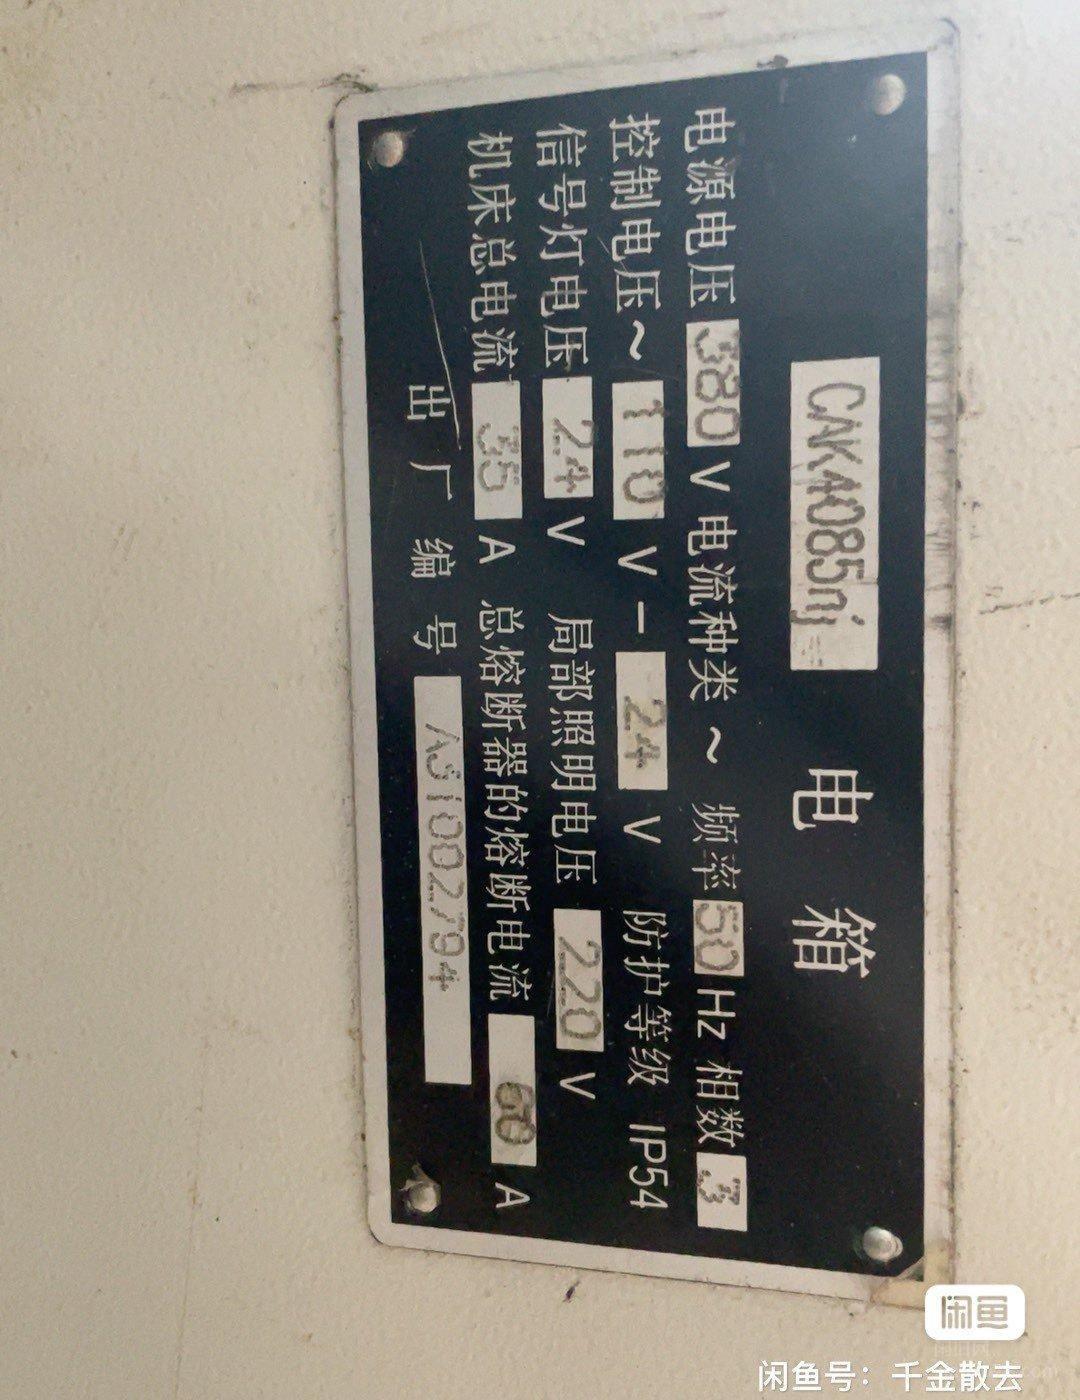 CAK4085nj 电箱
电源电压 380 V 电流种类 ~ 频率 50 Hz 相数 3
控制电压 ~ 110 V — 24 V 防护等级 IP54
信号灯电压 24 V 局部照明电压 220 V
机床总电流 35 A 总熔断器的熔断电流 60 A
出厂编号 AS1002794
闲鱼
闲鱼号：千金散去